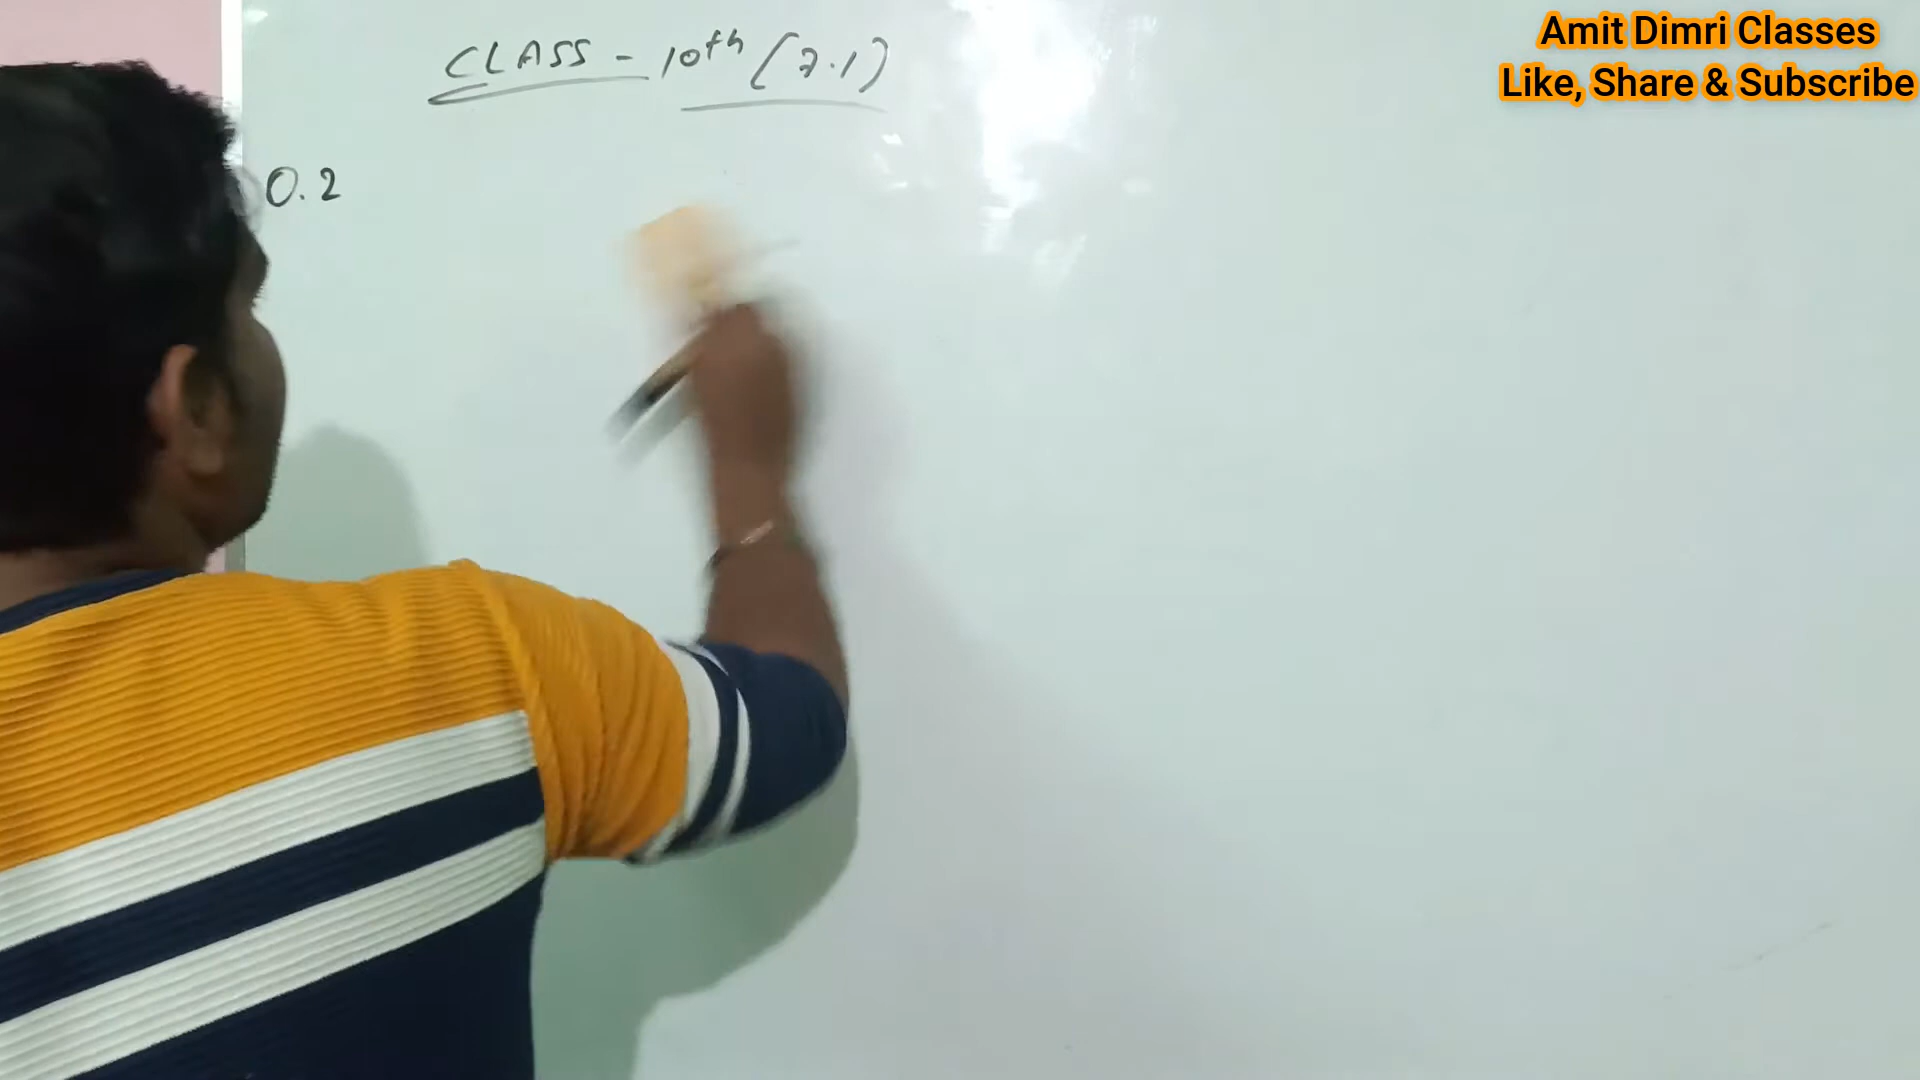 Amit Dimri Classes
Like, Share & Subscribe
CLASS - 10th (7.1)
Q.2